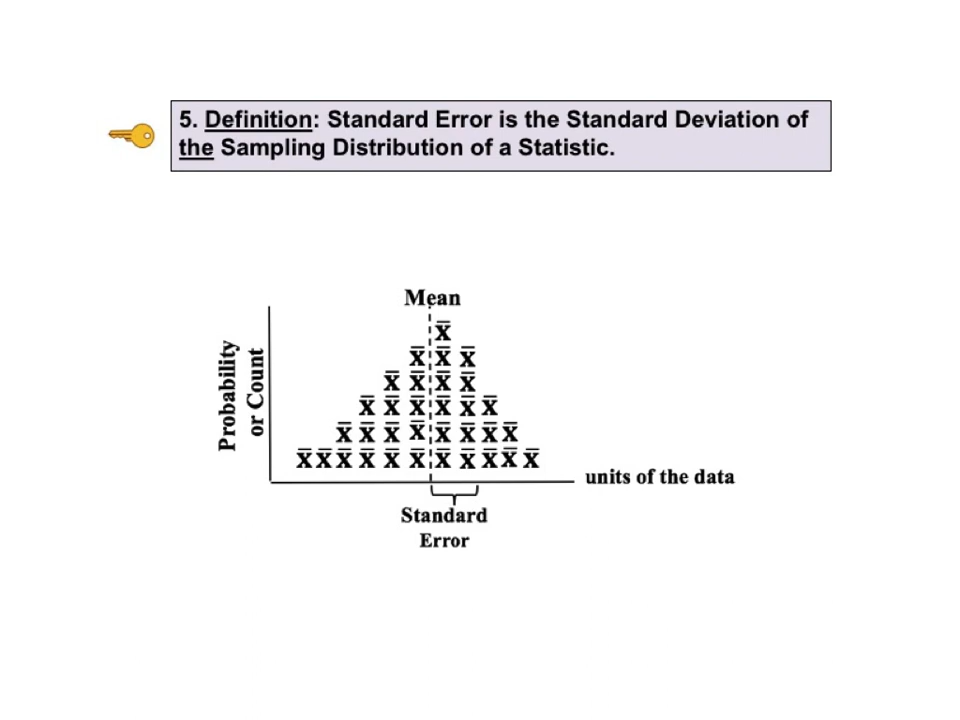 5. Definition: Standard Error is the Standard Deviation of
the Sampling Distribution of a Statistic.
Mean
x̄
x̄ x̄ x̄
x̄ x̄ x̄ x̄
x̄ x̄ x̄ x̄ x̄ x̄
x̄ x̄ x̄ x̄ x̄ x̄ x̄ x̄
x̄ x̄ x̄ x̄ x̄ x̄ x̄ x̄ x̄ x̄ x̄
Probability
or Count
units of the data
Standard
Error